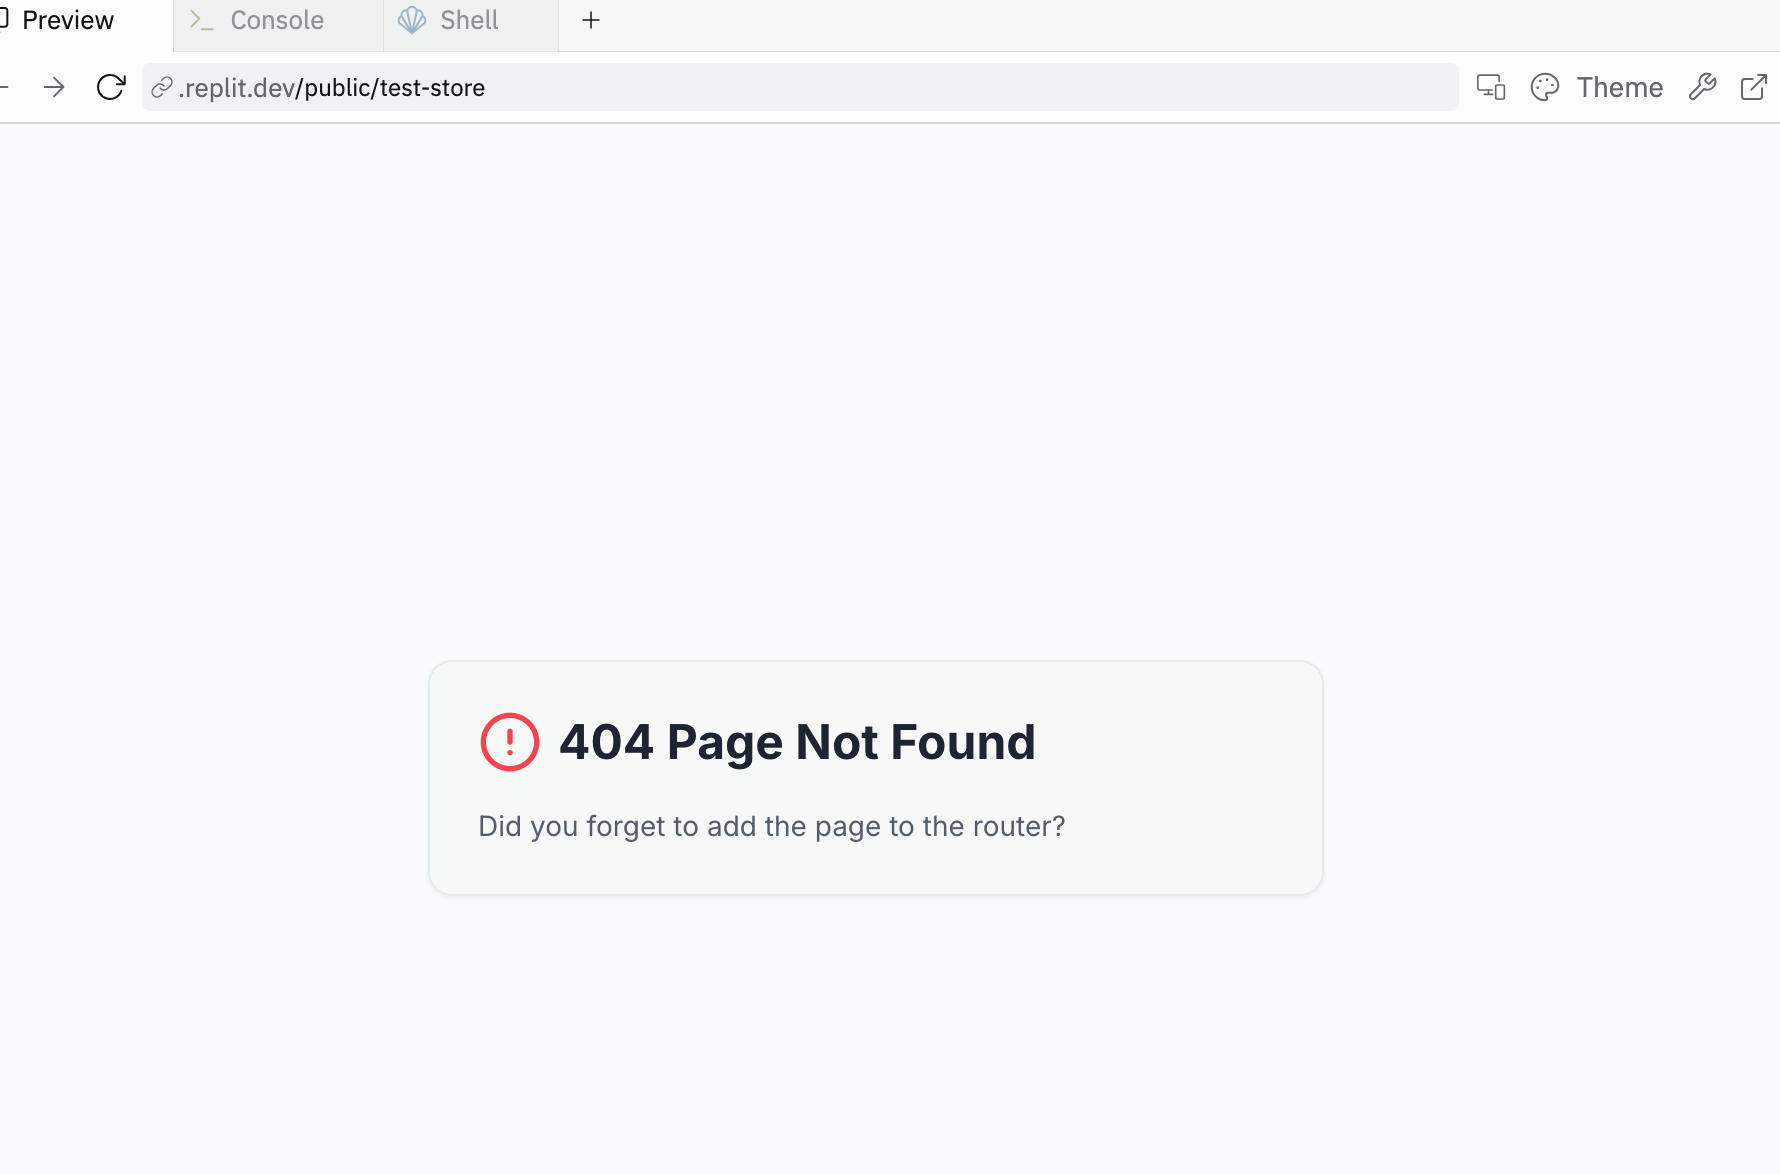 Preview
Console
Shell
.replit.dev/public/test-store
Theme
404 Page Not Found
Did you forget to add the page to the router?